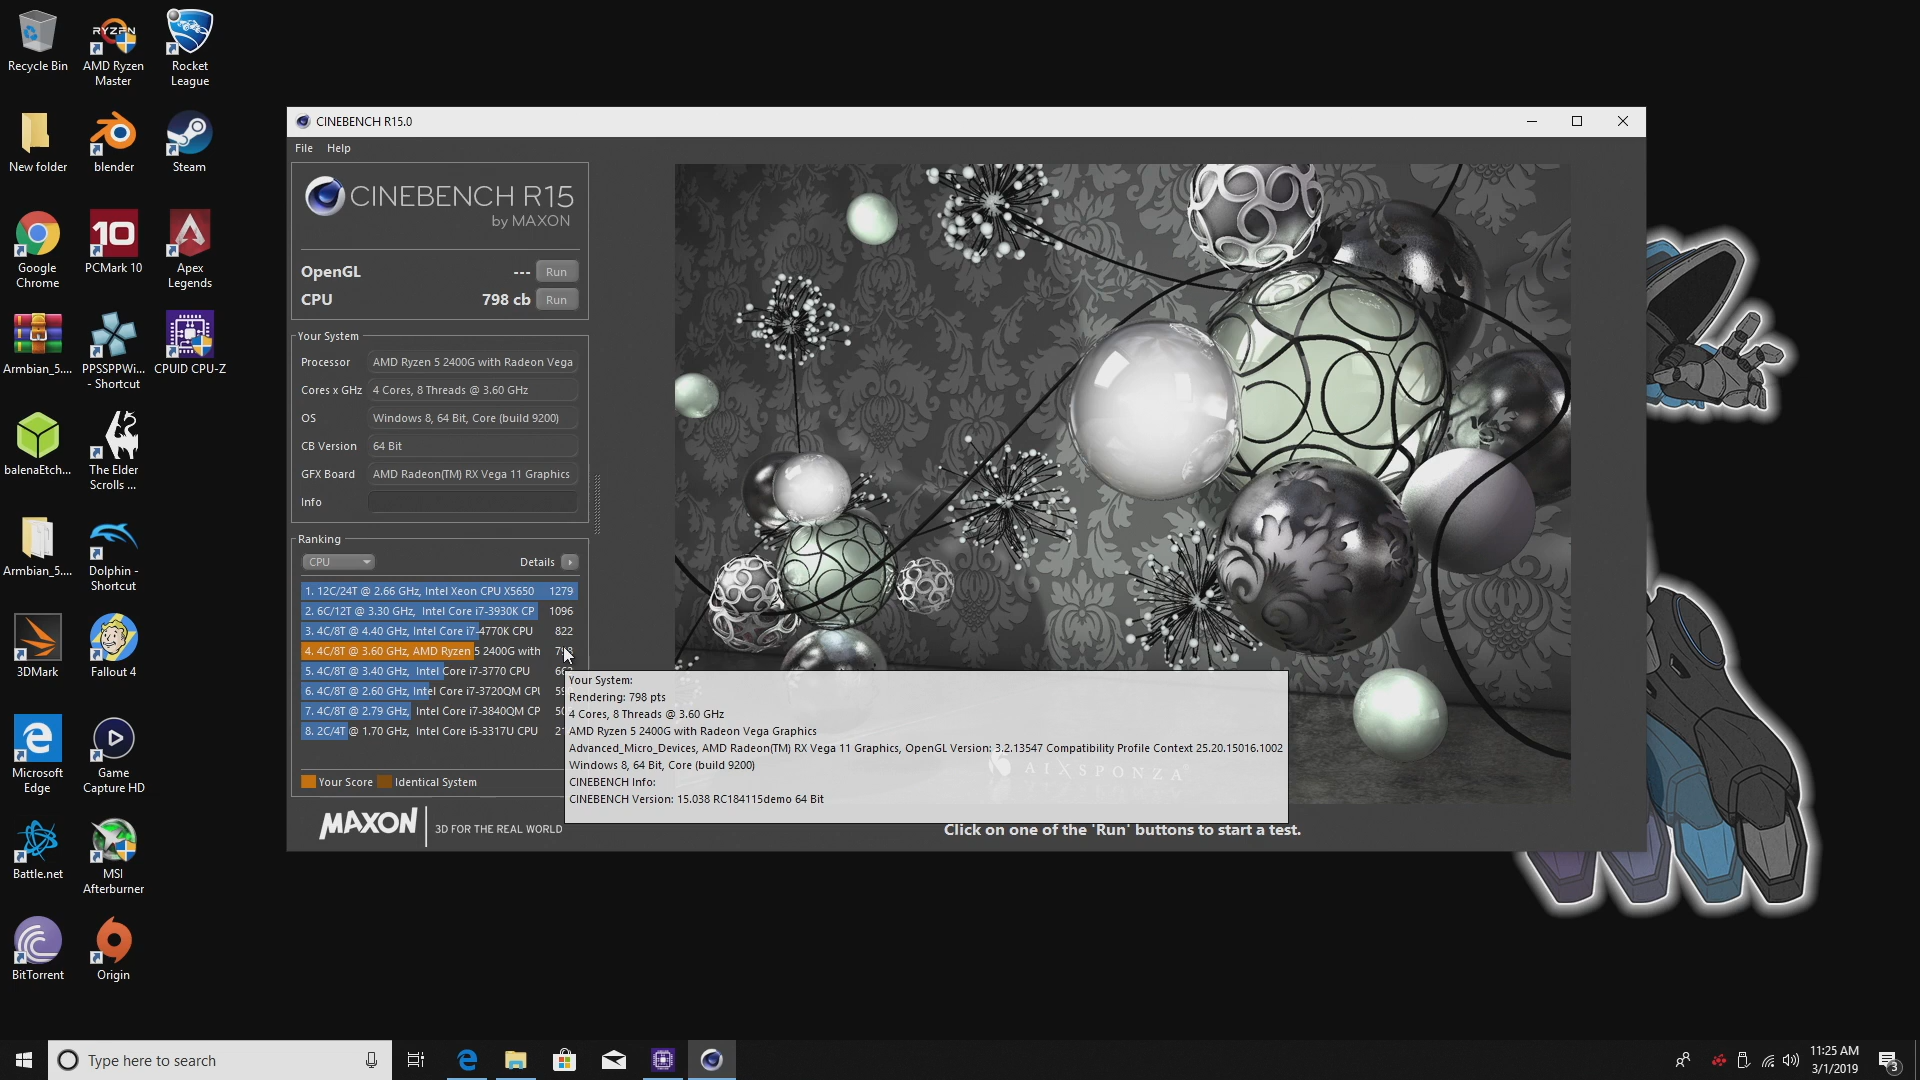 Recycle Bin
AMD Ryzen
Master
Rocket
League
New folder
blender
Steam
Google
Chrome
PCMark 10
Apex
Legends
Armbian_5....
PPSSPPWi...
- Shortcut
CPUID CPU-Z
balenaEtch...
The Elder
Scrolls ...
Armbian_5....
Dolphin -
Shortcut
3DMark
Fallout 4
Microsoft
Edge
Game
Capture HD
Battle.net
MSI
Afterburner
BitTorrent
Origin
RYZEN
10
CINEBENCH R15.0
File Help
CINEBENCH R15
by MAXON
OpenGL --- Run
CPU 798 cb Run
Your System
Processor AMD Ryzen 5 2400G with Radeon Vega
Cores x GHz 4 Cores, 8 Threads @ 3.60 GHz
OS Windows 8, 64 Bit, Core (build 9200)
CB Version 64 Bit
GFX Board AMD Radeon(TM) RX Vega 11 Graphics
Info
Ranking
CPU Details
1. 12C/24T @ 2.66 GHz, Intel Xeon CPU X5650 1279
2. 6C/12T @ 3.30 GHz, Intel Core i7-3930K CP 1096
3. 4C/8T @ 4.40 GHz, Intel Core i7-4770K CPU 822
4. 4C/8T @ 3.60 GHz, AMD Ryzen 5 2400G with
5. 4C/8T @ 3.40 GHz, Intel Core i7-3770 CPU
6. 4C/8T @ 2.60 GHz, Intel Core i7-3720QM CPU
7. 4C/8T @ 2.79 GHz, Intel Core i7-3840QM CP
8. 2C/4T @ 1.70 GHz, Intel Core i5-3317U CPU
Your Score Identical System
MAXON 3D FOR THE REAL WORLD
Your System:
Rendering: 798 pts
4 Cores, 8 Threads @ 3.60 GHz
AMD Ryzen 5 2400G with Radeon Vega Graphics
Advanced_Micro_Devices, AMD Radeon(TM) RX Vega 11 Graphics, OpenGL Version: 3.2.13547 Compatibility Profile Context 25.20.15016.1002
Windows 8, 64 Bit, Core (build 9200)
CINEBENCH Info:
CINEBENCH Version: 15.038 RC184115demo 64 Bit
AIXSPONZA
Click on one of the 'Run' buttons to start a test.
Type here to search
11:25 AM
3/1/2019
3